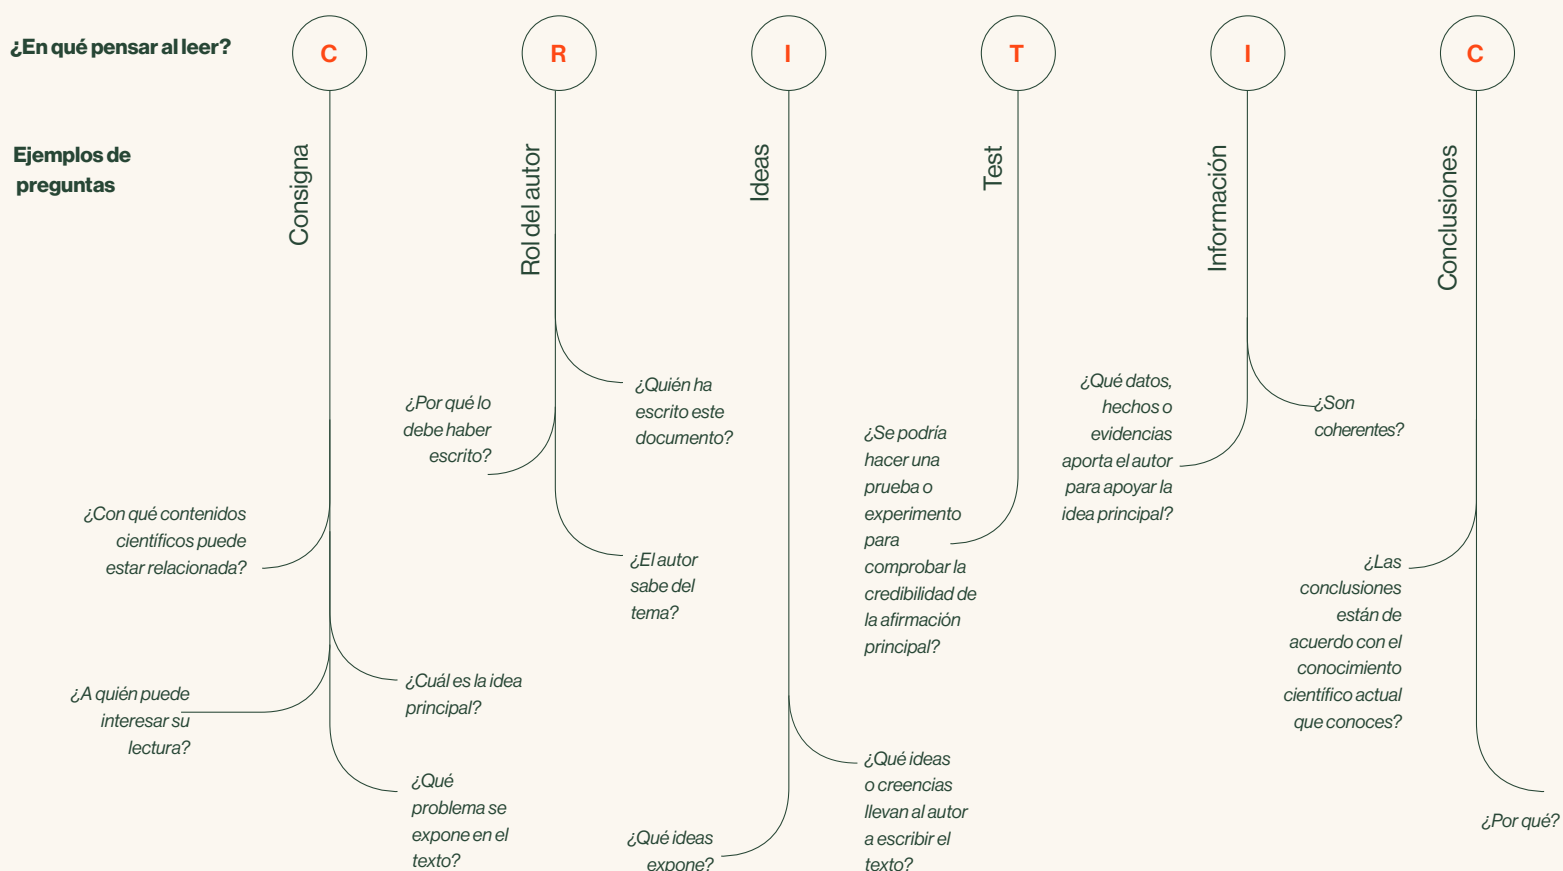 ¿En qué pensar al leer?
C
R
I
T
I
C
Ejemplos de
preguntas
Consigna
Rol del autor
Ideas
Test
Información
Conclusiones
¿Con qué contenidos
científicos puede
estar relacionada?
¿A quién puede
interesar su
lectura?
¿Cuál es la idea
principal?
¿Qué
problema se
expone en el
texto?
¿Por qué lo
debe haber
escrito?
¿Quién ha
escrito este
documento?
¿El autor
sabe del
tema?
¿Qué ideas
expone?
¿Qué ideas
o creencias
llevan al autor
a escribir el
texto?
¿Se podría
hacer una
prueba o
experimento
para
comprobar la
credibilidad de
la afirmación
principal?
¿Qué datos,
hechos o
evidencias
aporta el autor
para apoyar la
idea principal?
¿Son
coherentes?
¿Las
conclusiones
están de
acuerdo con el
conocimiento
científico actual
que conoces?
¿Por qué?